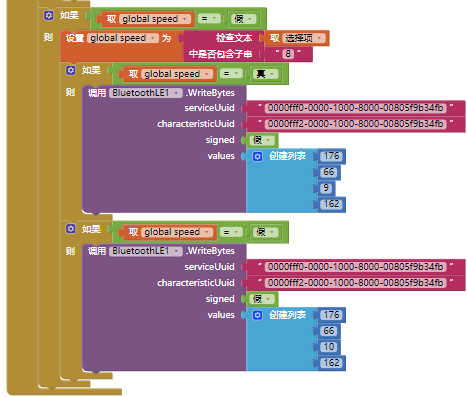 如果 取 global speed = 假
则 设置 global speed 为 检查文本 取 选择项
中是否包含子串 " 8 "
如果 取 global speed = 真
则 调用 BluetoothLE1 .WriteBytes
serviceUuid " 0000fff0-0000-1000-8000-00805f9b34fb "
characteristicUuid " 0000fff2-0000-1000-8000-00805f9b34fb "
signed 假
values 创建列表 176
66
9
162
如果 取 global speed = 假
则 调用 BluetoothLE1 .WriteBytes
serviceUuid " 0000fff0-0000-1000-8000-00805f9b34fb "
characteristicUuid " 0000fff2-0000-1000-8000-00805f9b34fb "
signed 假
values 创建列表 176
66
10
162